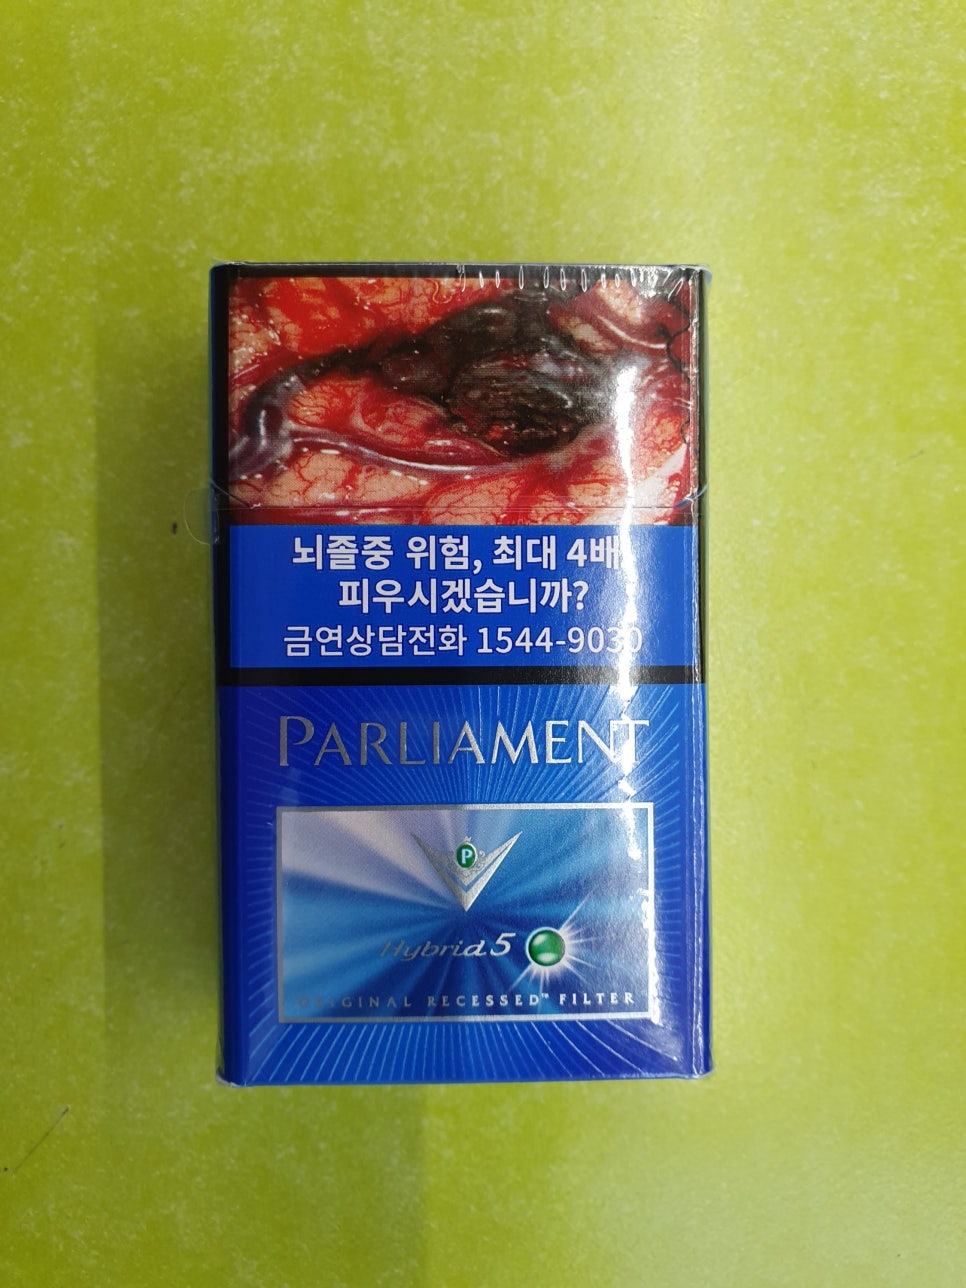 뇌졸중 위험, 최대 4배
피우시겠습니까?
금연상담전화 1544-9030
PARLIAMENT
P
Hybrid 5
ORIGINAL RECESSED™ FILTER